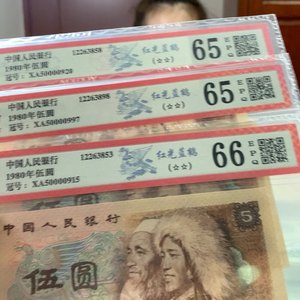 中国人民银行 12263858 红光蓝鹤 65 E P Q
1980年伍圆 (☆☆)
冠号：XA50000920
中国人民银行 12263898 红光蓝鹤 65 E P Q
1980年伍圆 (☆☆)
冠号：XA50000997
中国人民银行 12263853 红光蓝鹤 66 E P Q
1980年伍圆 (☆☆)
冠号：XA50000915
中国人民银行 5
伍圆